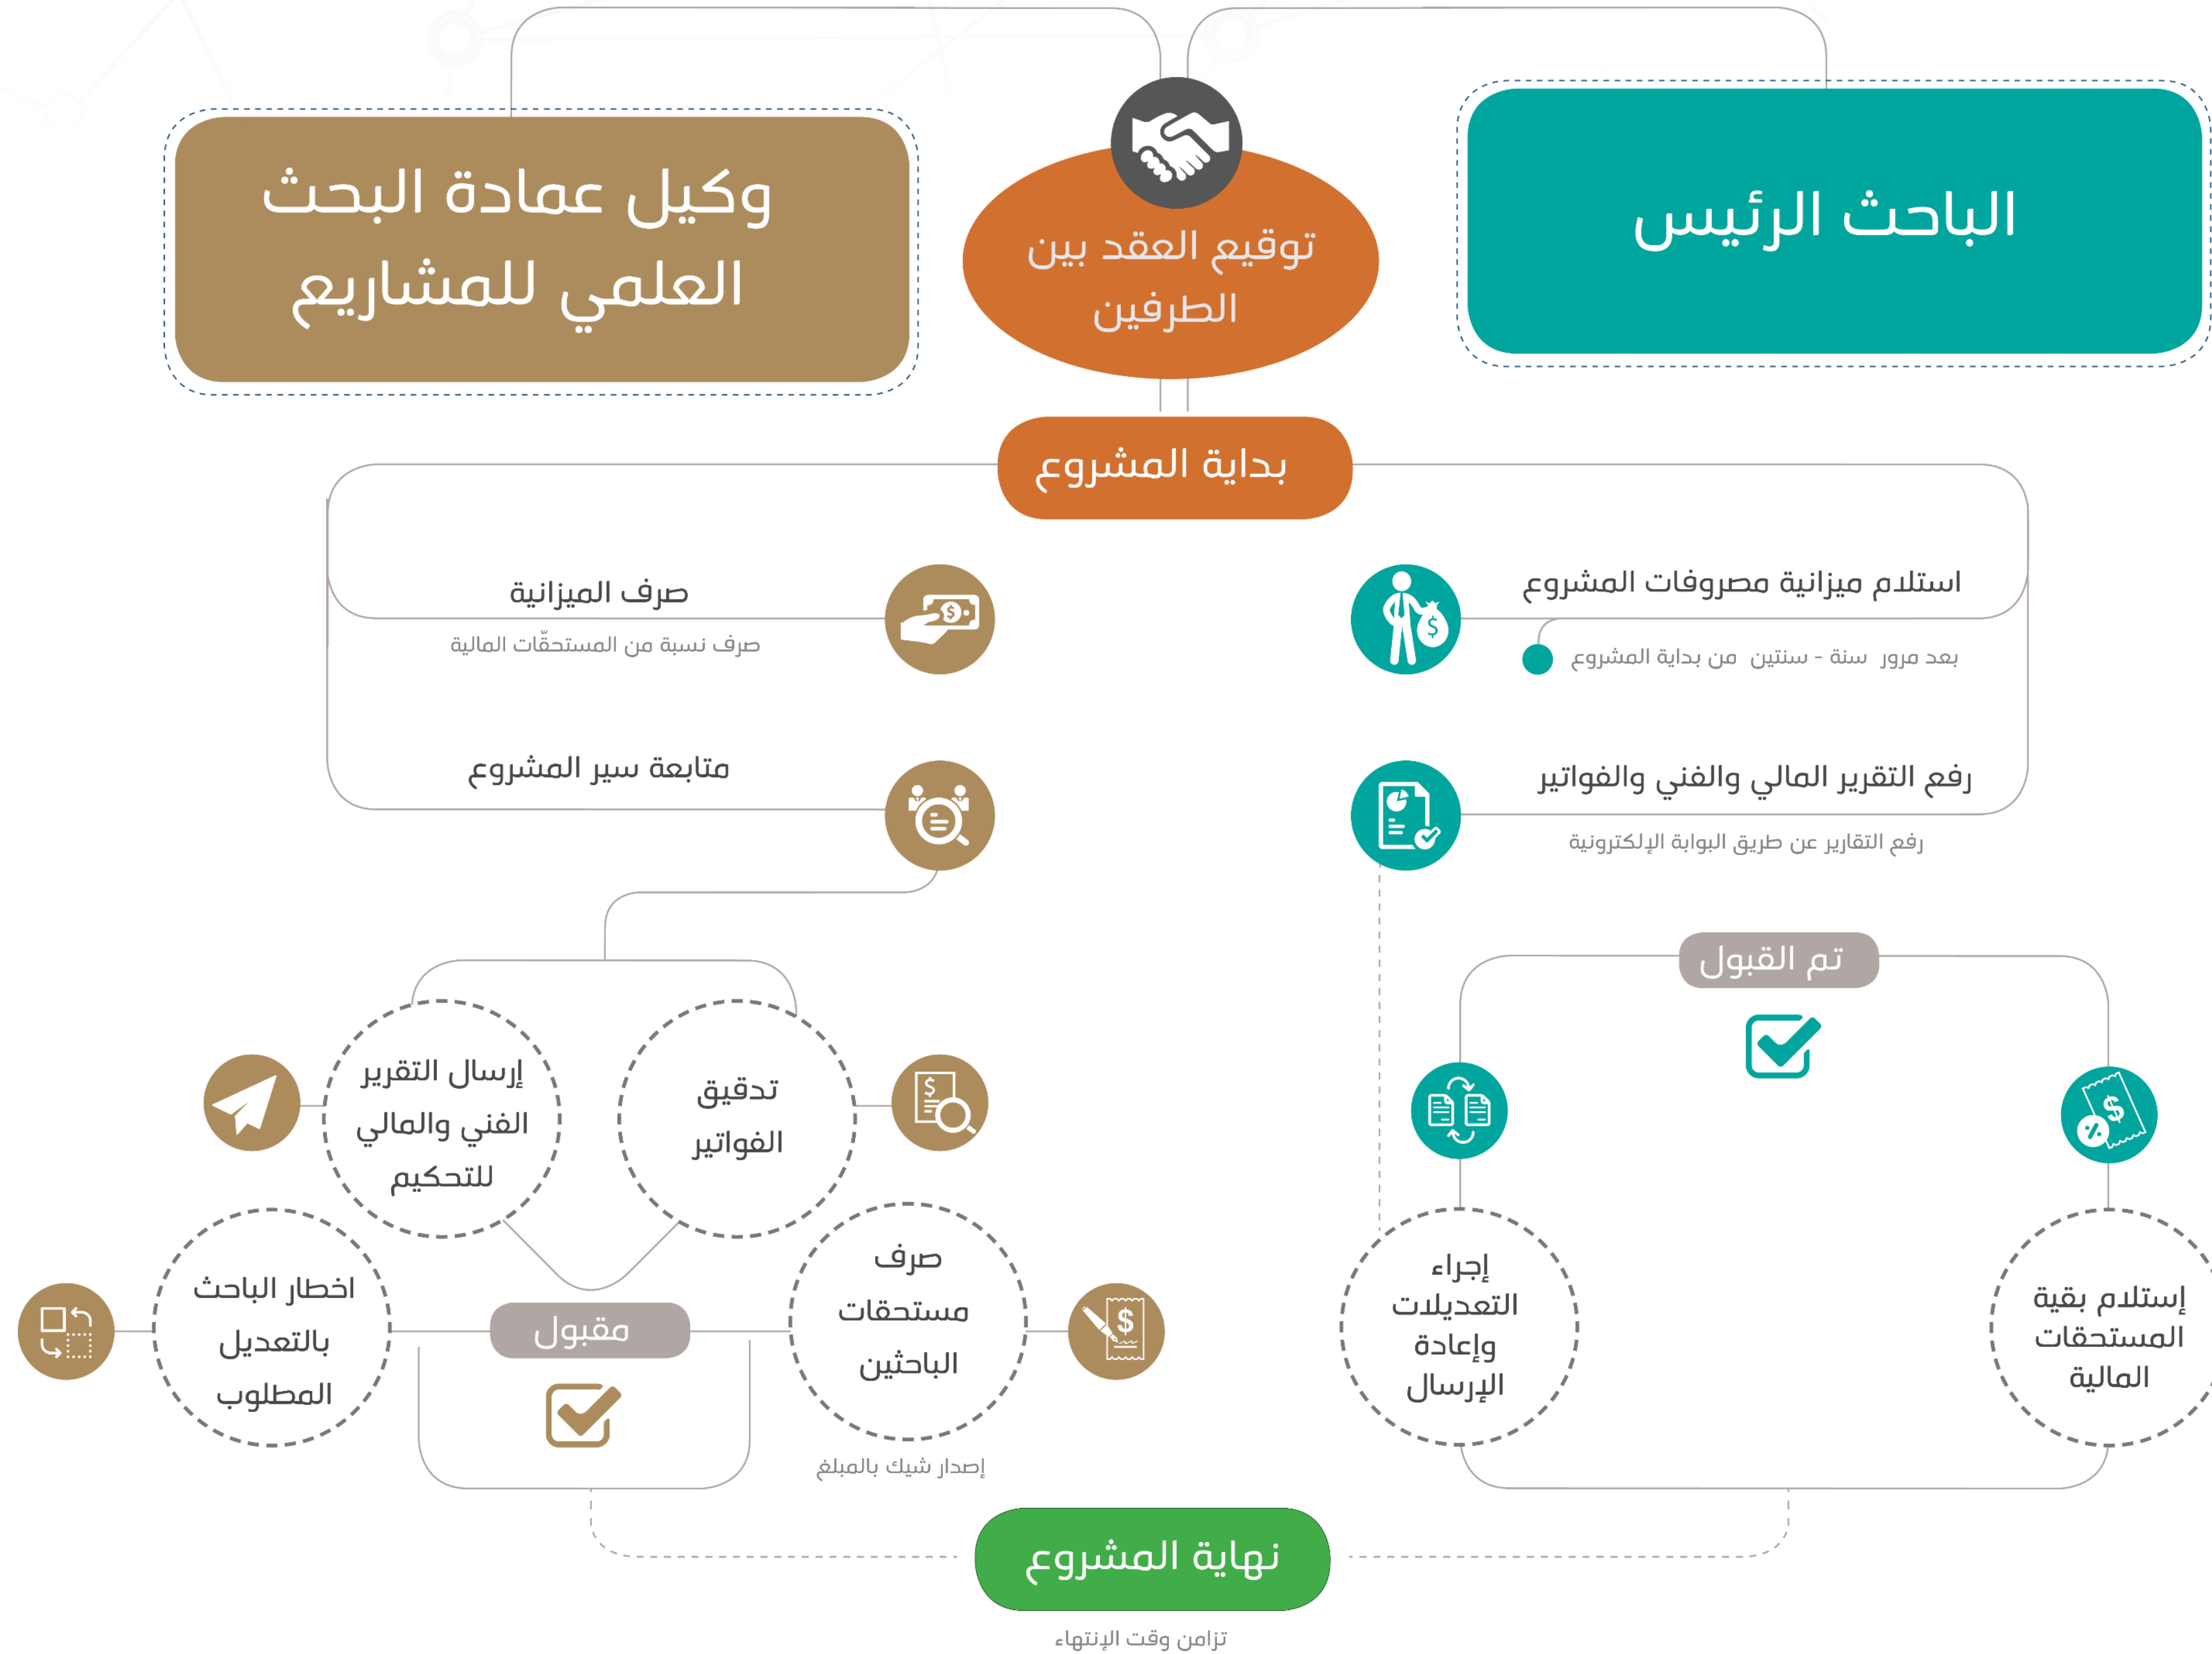 الباحث الرئيس
توقيع العقد بين
الطرفين
وكيل عمادة البحث
العلمي للمشاريع
بداية المشروع
استلام ميزانية مصروفات المشروع
بعد مرور سنة - سنتين من بداية المشروع
رفع التقرير المالي والفني والفواتير
رفع التقارير عن طريق البوابة الإلكترونية
تم القبول
إستلام بقية
المستحقات
المالية
إجراء
التعديلات
وإعادة
الإرسال
صرف الميزانية
صرف نسبة من المستحقّات المالية
متابعة سير المشروع
تدقيق
الفواتير
إرسال التقرير
الفني والمالي
للتحكيم
صرف
مستحقات
الباحثين
إصدار شيك بالمبلغ
مقبول
اخطار الباحث
بالتعديل
المطلوب
نهاية المشروع
تزامن وقت الإنتهاء